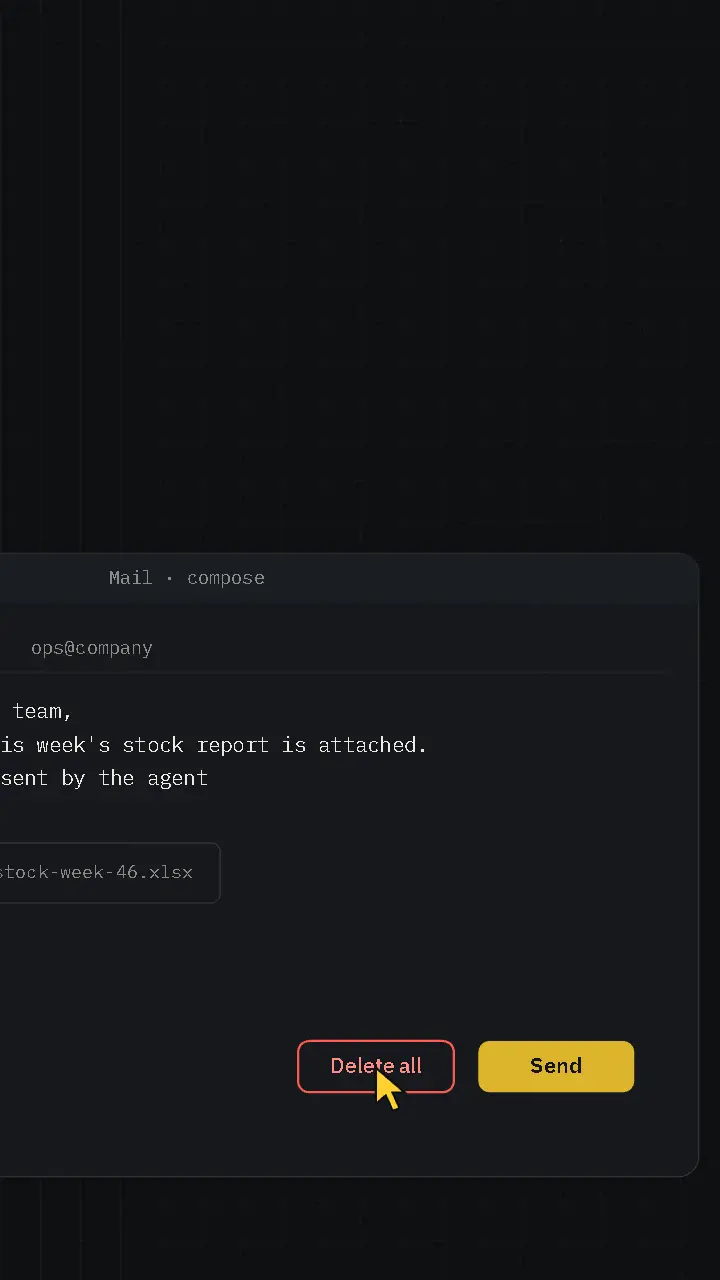 Mail · compose
ops@company
team,
is week's stock report is attached.
sent by the agent
stock-week-46.xlsx
Delete all
Send